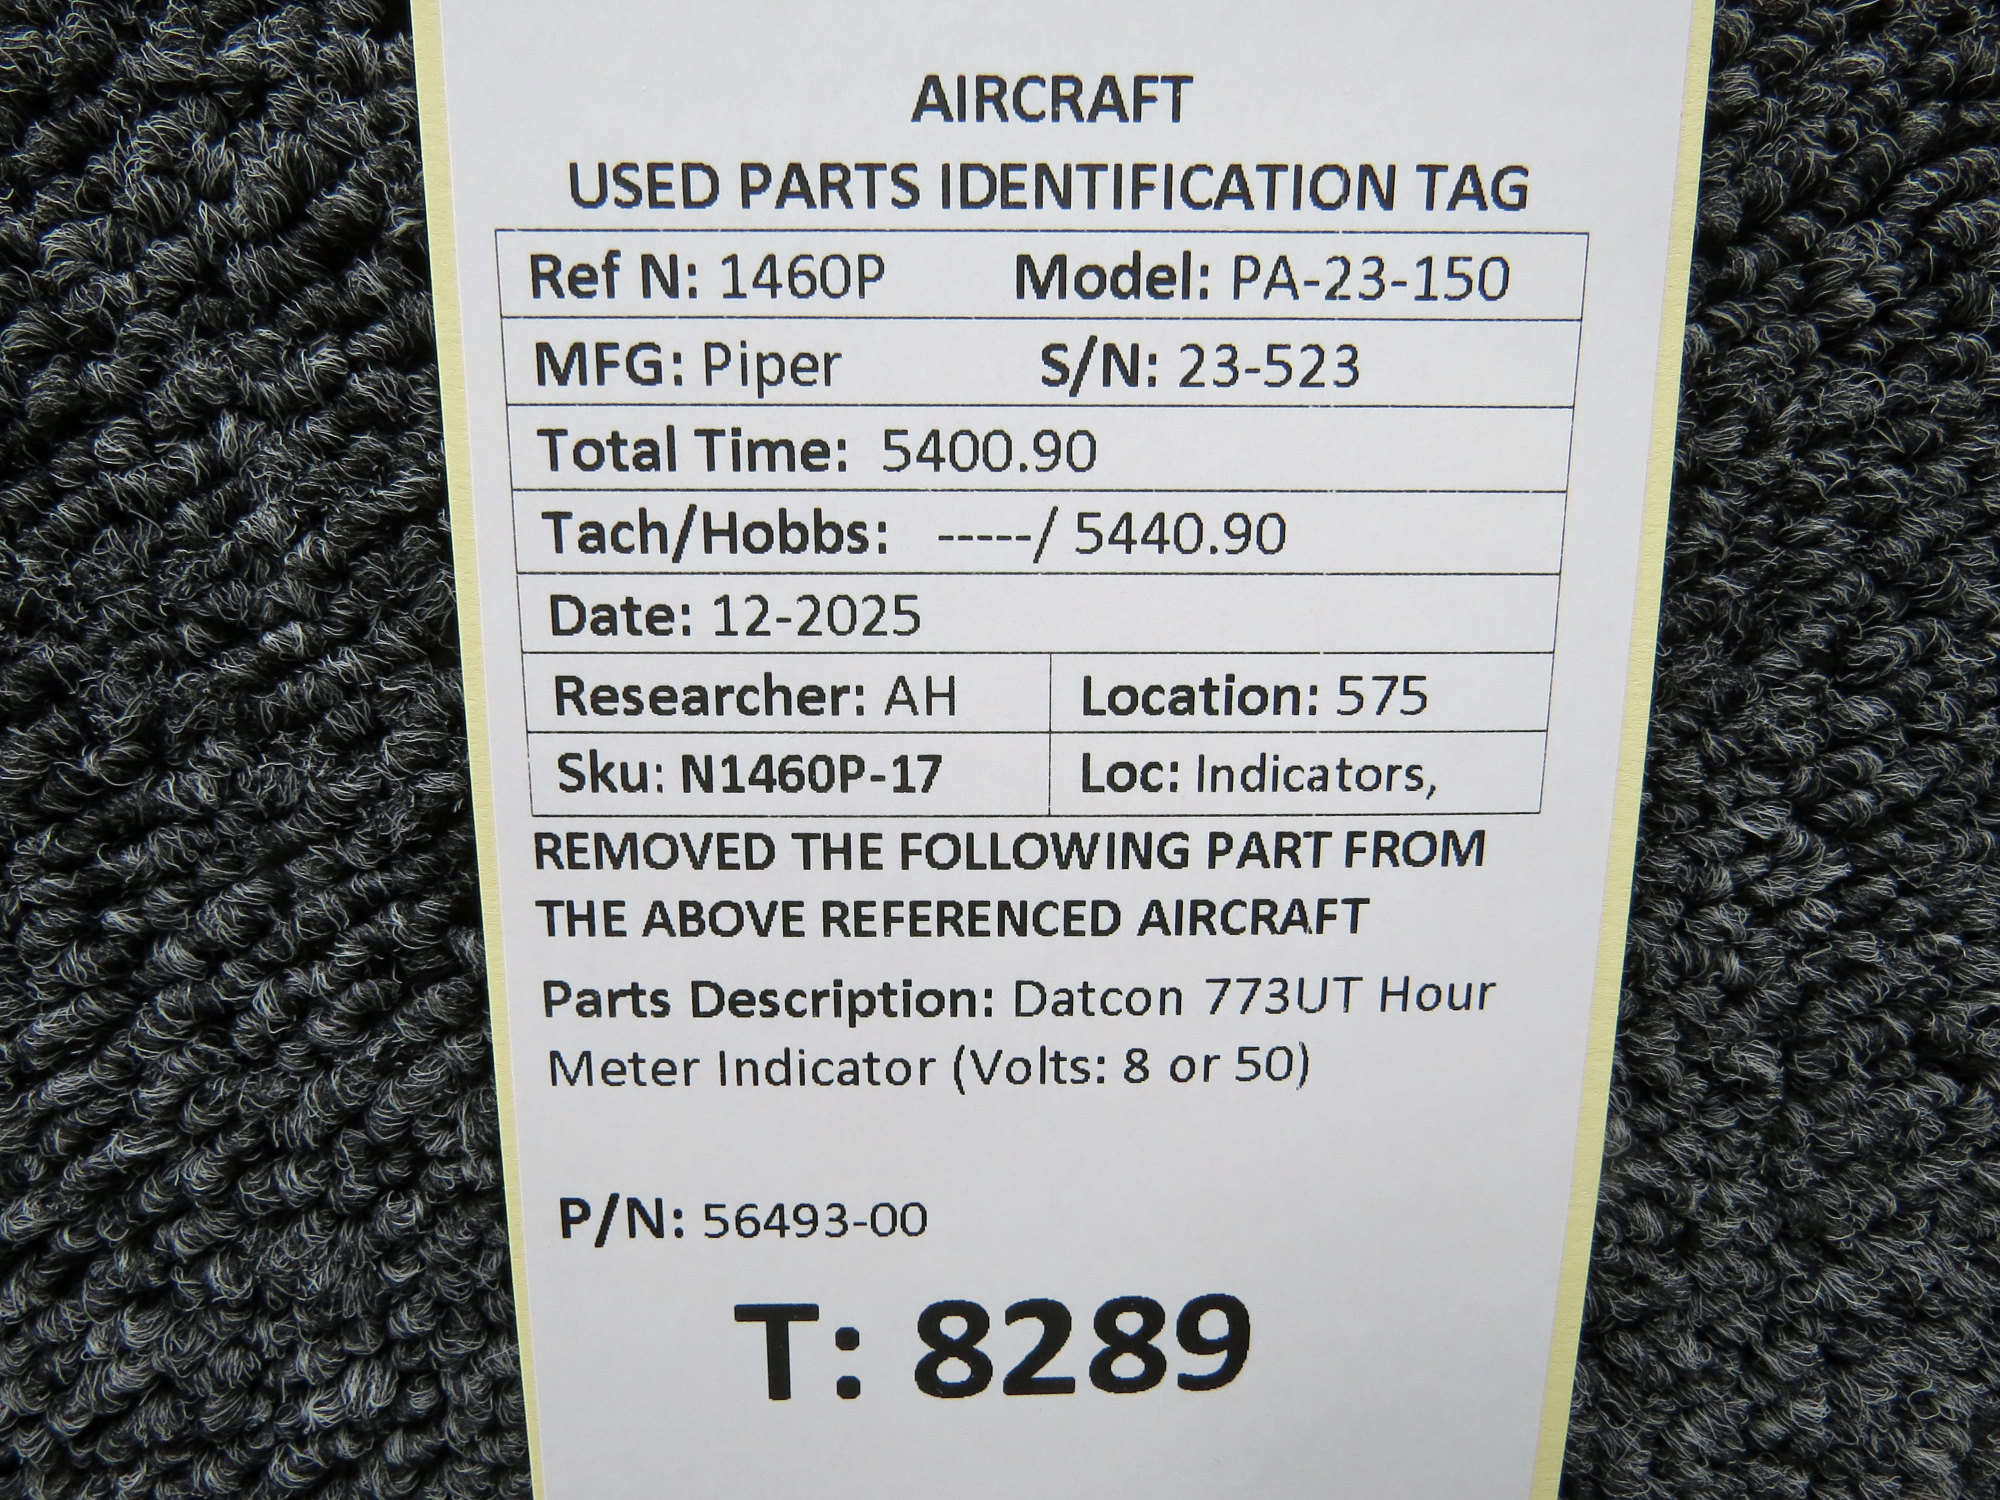 AIRCRAFT
USED PARTS IDENTIFICATION TAG
Ref N: 1460P Model: PA-23-150
MFG: Piper S/N: 23-523
Total Time: 5400.90
Tach/Hobbs: -----/ 5440.90
Date: 12-2025
Researcher: AH Location: 575
Sku: N1460P-17 Loc: Indicators,
REMOVED THE FOLLOWING PART FROM
THE ABOVE REFERENCED AIRCRAFT
Parts Description: Datcon 773UT Hour
Meter Indicator (Volts: 8 or 50)
P/N: 56493-00
T: 8289